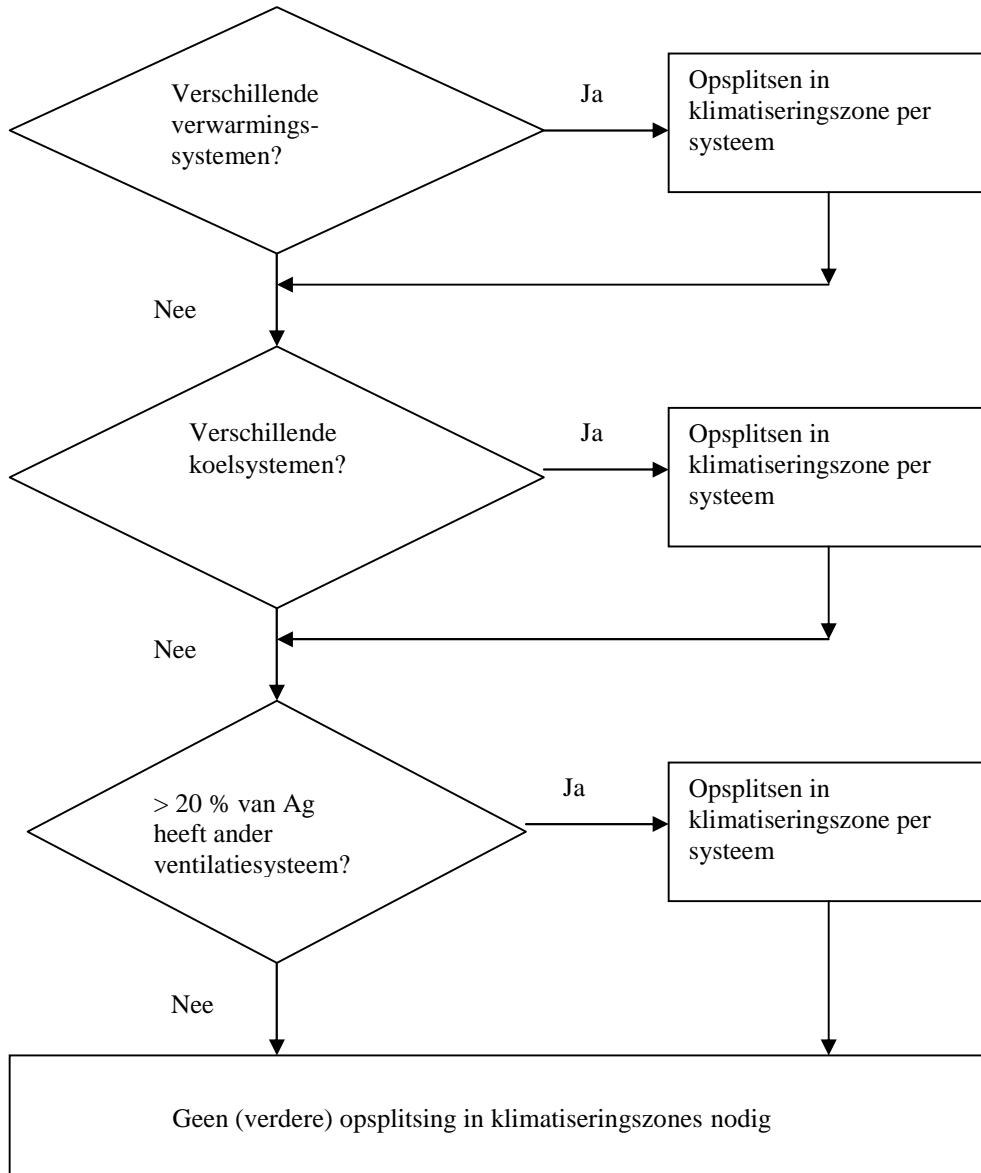 Verschillende
verwarmings-
systemen?
Ja
Opsplitsen in
klimatiseringszone per
systeem
Nee
Verschillende
koelsystemen?
Ja
Opsplitsen in
klimatiseringszone per
systeem
Nee
> 20 % van Ag
heeft ander
ventilatiesysteem?
Ja
Opsplitsen in
klimatiseringszone per
systeem
Nee
Geen (verdere) opsplitsing in klimatiseringszones nodig